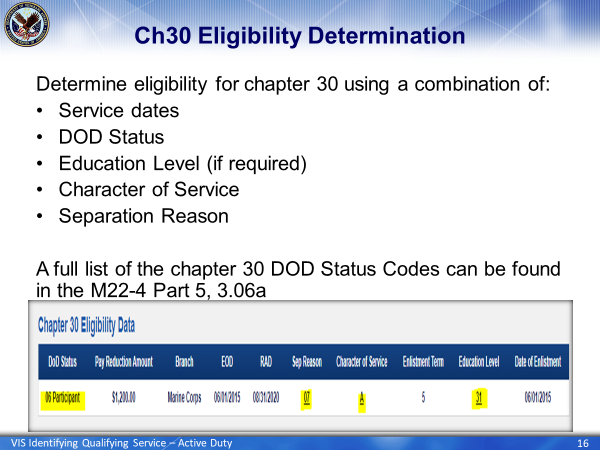 Ch30 Eligibility Determination
Determine eligibility for chapter 30 using a combination of:
• Service dates
• DOD Status
• Education Level (if required)
• Character of Service
• Separation Reason
A full list of the chapter 30 DOD Status Codes can be found
in the M22-4 Part 5, 3.06a
Chapter 30 Eligibility Data
DoD Status Pay Reduction Amount Branch EOD RAD Sep Reason Character of Service Enlistment Term Education Level Date of Enlistment
06 Participant $1,200.00 Marine Corps 06/01/2015 08/31/2020 07 A 5 31 06/01/2015
VIS Identifying Qualifying Service – Active Duty 16